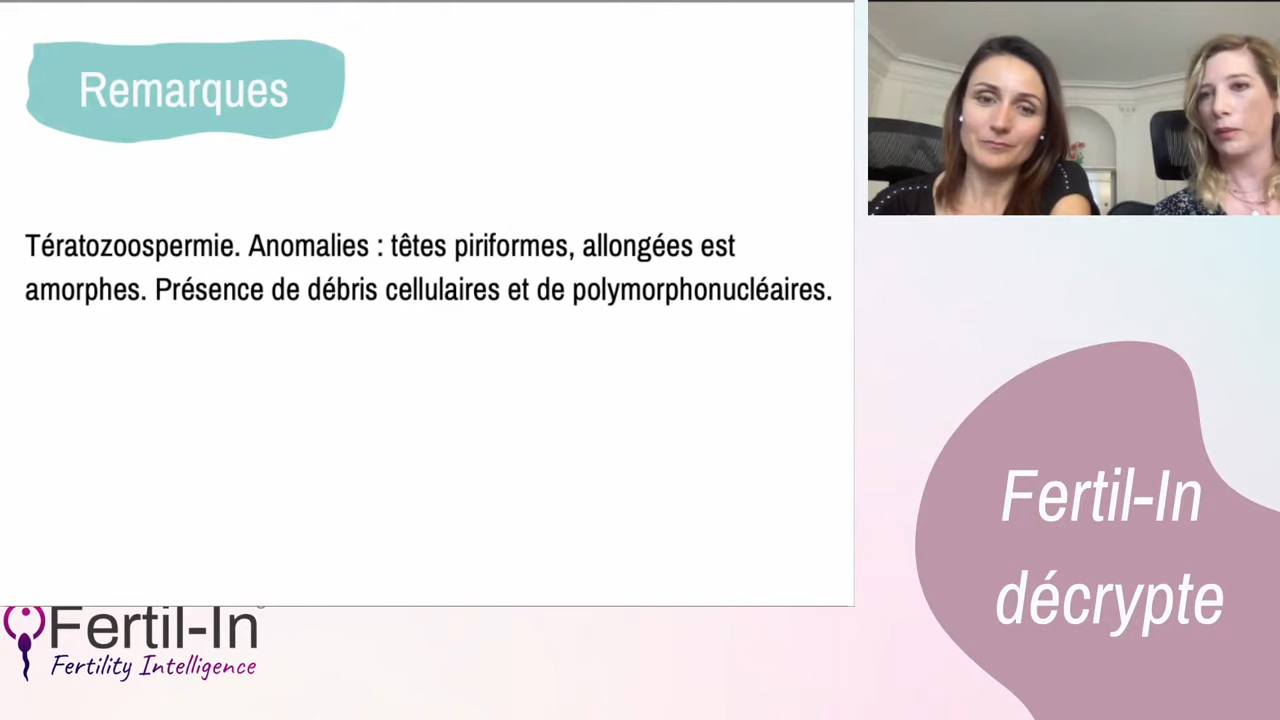 Remarques
Tératozoospermie. Anomalies : têtes piriformes, allongées est
amorphes. Présence de débris cellulaires et de polymorphonucléaires.
Fertil-In
décrypte
Fertil-In
Fertility Intelligence